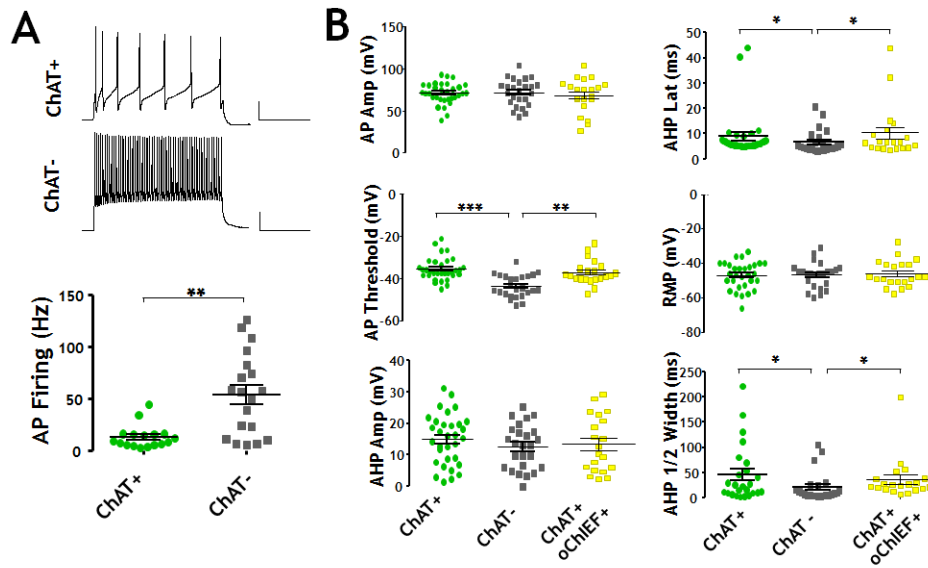 A
ChAT+
ChAT-
AP Firing (Hz)
150
100
50
0
**
ChAT+
ChAT-
B
AP Amp (mV)
150
100
50
0
AHP Lat (ms)
50
40
30
20
10
0
*
*
AP Threshold (mV)
0
-20
-40
-60
***
**
RMP (mV)
0
-20
-40
-60
-80
AHP Amp (mV)
40
30
20
10
0
ChAT+
ChAT-
ChAT+
oChIEF+
AHP 1/2 Width (ms)
250
200
150
100
50
0
*
*
ChAT+
ChAT-
ChAT+
oChIEF+